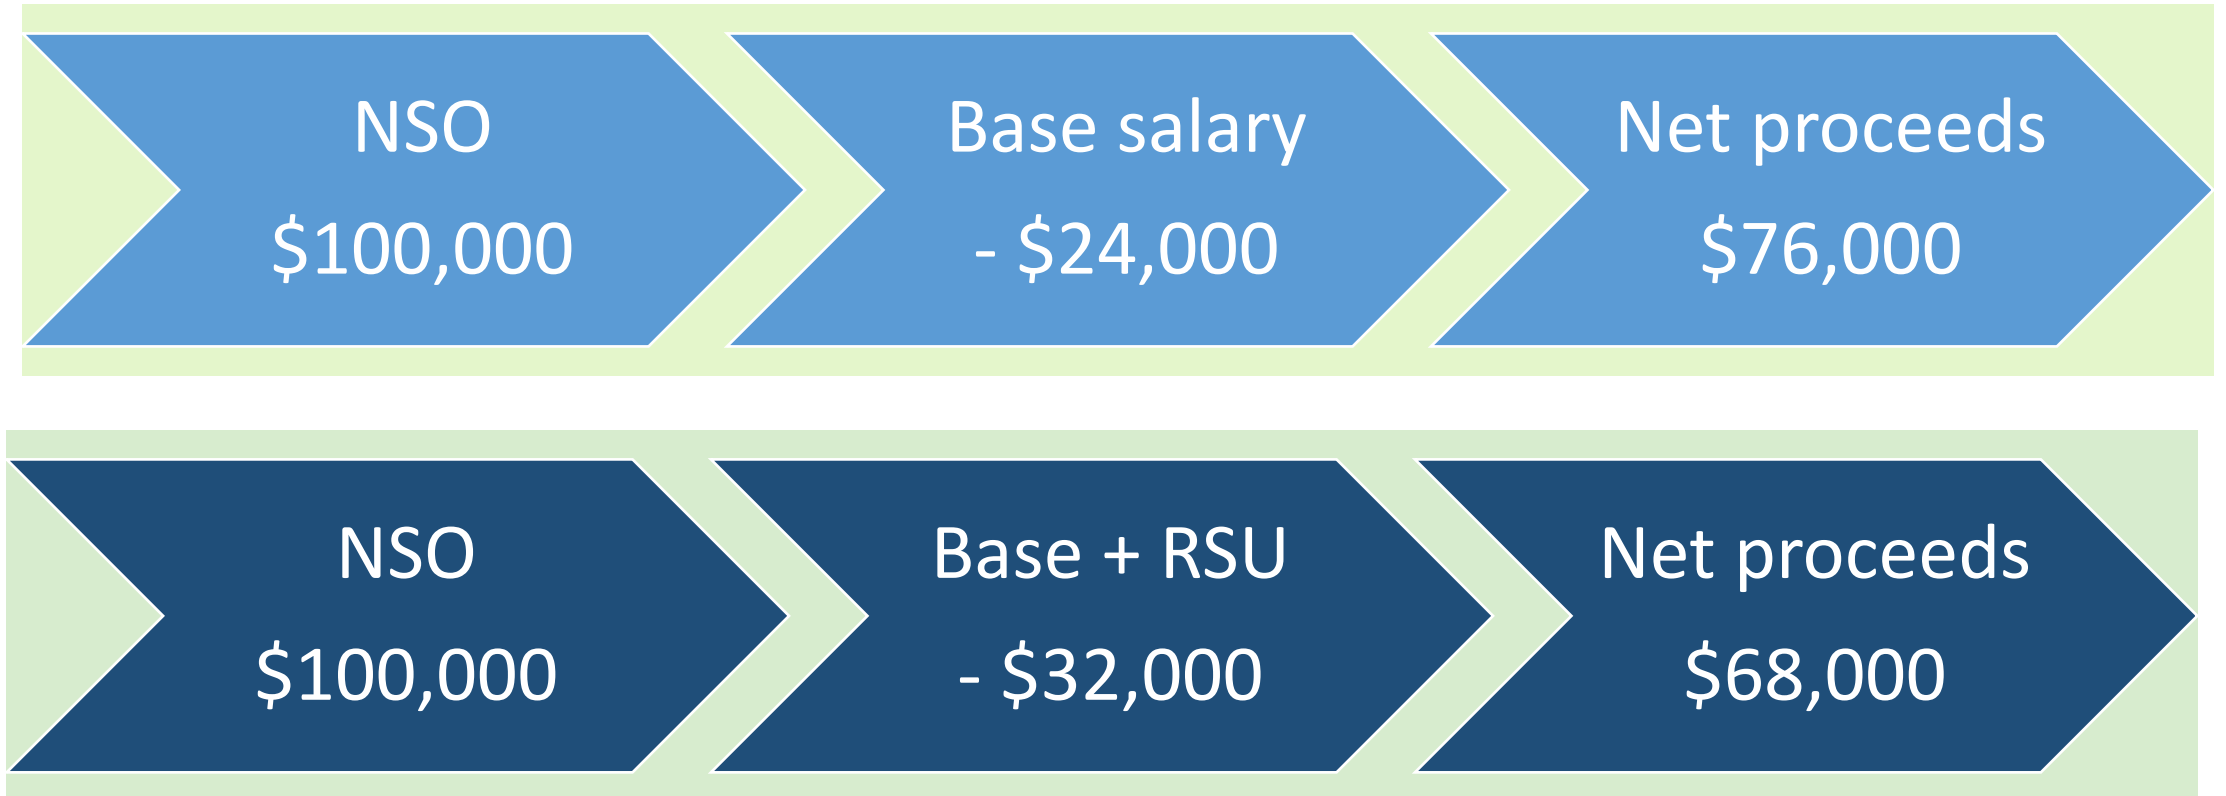 NSO
$100,000
Base salary
- $24,000
Net proceeds
$76,000
NSO
$100,000
Base + RSU
- $32,000
Net proceeds
$68,000